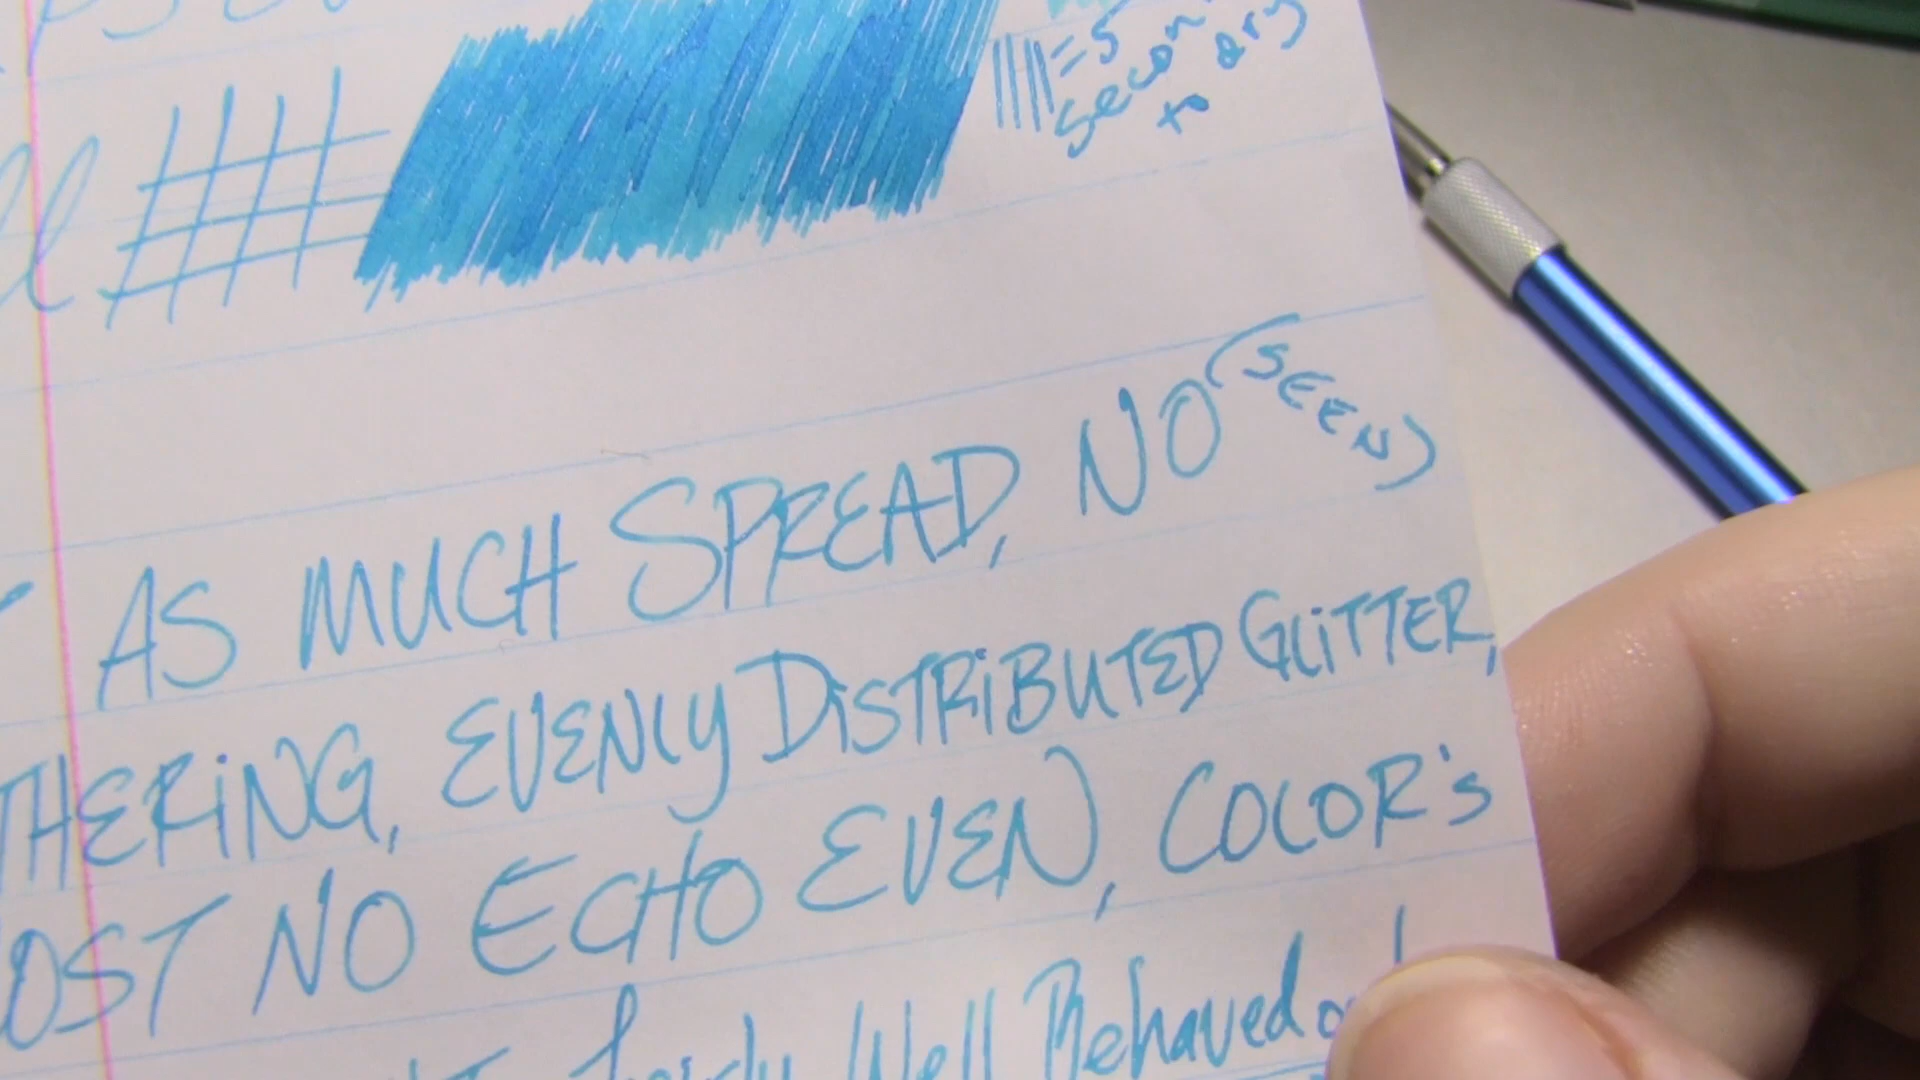 = 5
seconds
to dry
AS MUCH SPREAD, NO (SEEN)
THERING, EVENLY DISTRIBUTED GLITTER,
OST NO ECHO EVEN, COLOR'S
Well Behaved